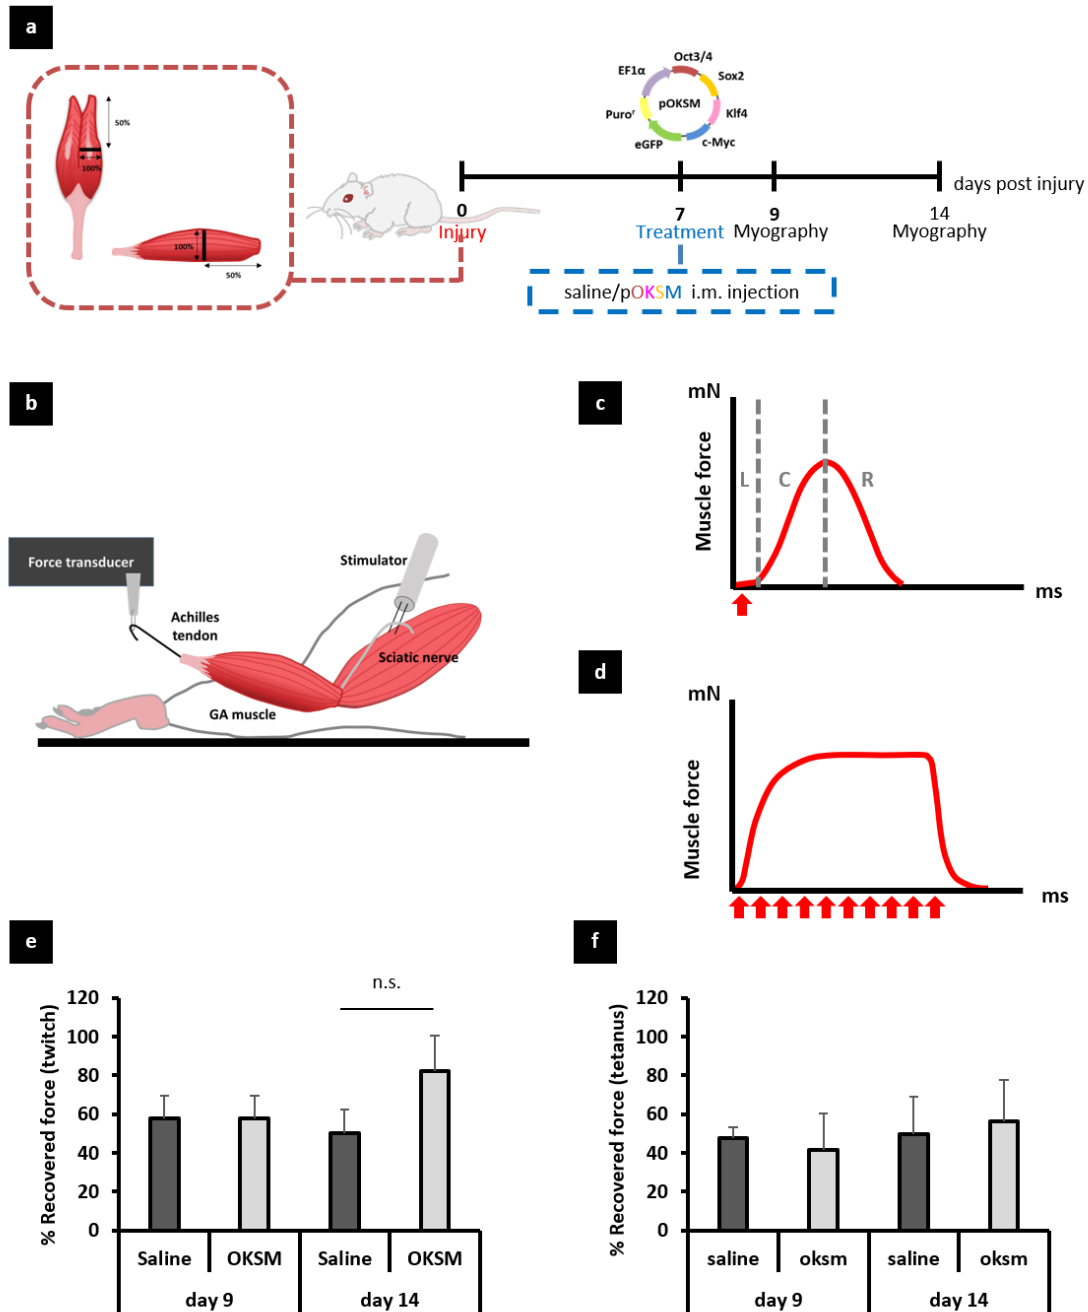 a
50%
100%
100%
50%
Oct3/4
EF1α
Sox2
pOKSM
Puroʳ
Klf4
eGFP
c-Myc
days post injury
0
7
9
14
Injury
Treatment
Myography
Myography
saline/pOKSM i.m. injection
b
Force transducer
Stimulator
Achilles
tendon
Sciatic nerve
GA muscle
c
mN
Muscle force
L
C
R
ms
d
mN
Muscle force
ms
e
n.s.
% Recovered force (twitch)
120
100
80
60
40
20
0
Saline
OKSM
Saline
OKSM
day 9
day 14
f
% Recovered force (tetanus)
120
100
80
60
40
20
0
saline
oksm
saline
oksm
day 9
day 14